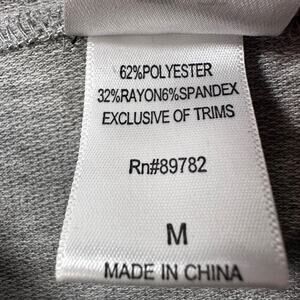 62%POLYESTER
32%RAYON6%SPANDEX
EXCLUSIVE OF TRIMS
Rn#89782
M
MADE IN CHINA